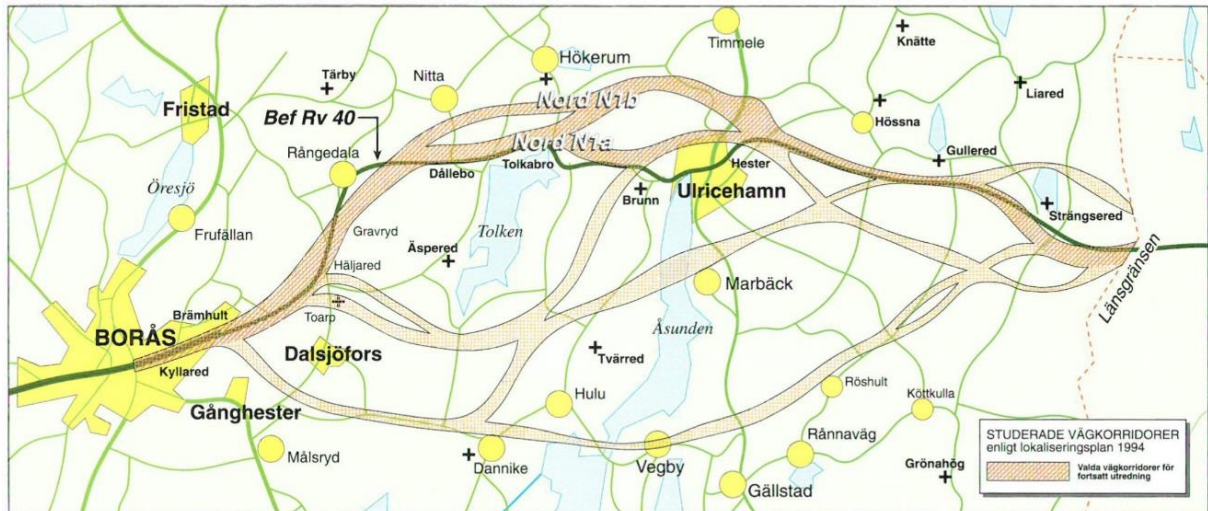 Knätte
Timmele
Hökerum
Tärby
Nitta
Liared
Fristad
Nord N1b
Bef Rv 40
Hössna
Nord N1a
Rångedala
Gullered
Tolkabro
Hester
Dållebo
Öresjö
Ulricehamn
Brunn
Strängsered
Frufällan
Gravryd
Tolken
Äspered
Häljared
Länsgränsen
Marbäck
Brämhult
Toarp
BORÅS
Åsunden
Dalsjöfors
Tvärred
Kyllared
Röshult
Hulu
Köttkulla
Gånghester
Rånnaväg
STUDERADE VÄGKORRIDORER
enligt lokaliseringsplan 1994
Valda vägkorridorer för
fortsatt utredning
Målsryd
Dannike
Vegby
Grönahög
Gällstad